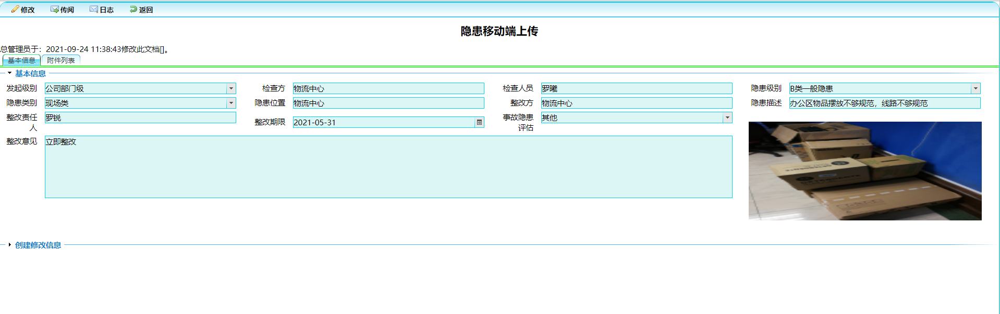 修改 传阅 日志 返回
隐患移动端上传
总管理员于：2021-09-24 11:38:43修改此文档[]。
基本信息 附件列表
基本信息
发起级别 公司部门级 检查方 物流中心 检查人员 罗曦 隐患级别 B类一般隐患
隐患类别 现场类 隐患位置 物流中心 整改方 物流中心 隐患描述 办公区物品摆放不够规范，线路不够规范
整改责任人 罗锐 整改期限 2021-05-31 事故隐患评估 其他
整改意见 立即整改
创建修改信息